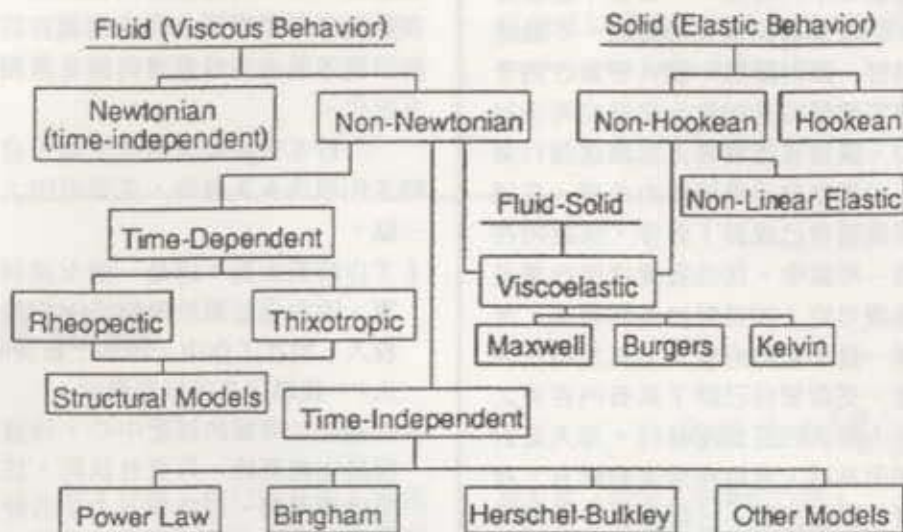 Fluid (Viscous Behavior)
Solid (Elastic Behavior)
Newtonian
(time-independent)
Non-Newtonian
Non-Hookean
Hookean
Fluid-Solid
Non-Linear Elastic
Time-Dependent
Viscoelastic
Rheopectic
Thixotropic
Maxwell
Burgers
Kelvin
Structural Models
Time-Independent
Power Law
Bingham
Herschel-Bulkley
Other Models